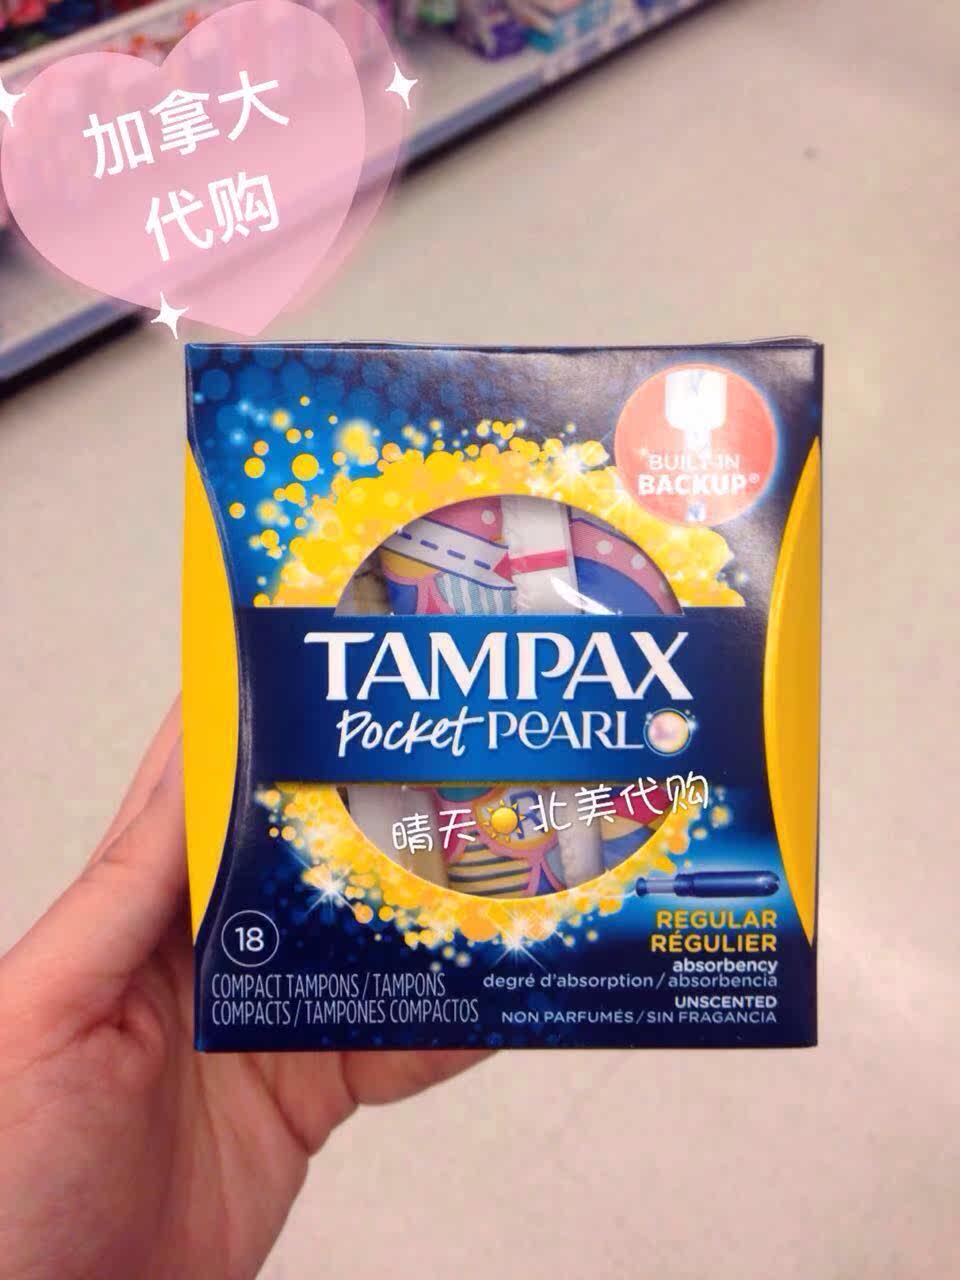 加拿大
代购
BUILT-IN
BACKUP®
TAMPAX
Pocket PEARL
晴天☀️北美代购
18
COMPACT TAMPONS / TAMPONS
COMPACTS / TAMPONES COMPACTOS
REGULAR
RÉGULIER
absorbency
degré d'absorption / absorbencia
UNSCENTED
NON PARFUMÉS / SIN FRAGANCIA